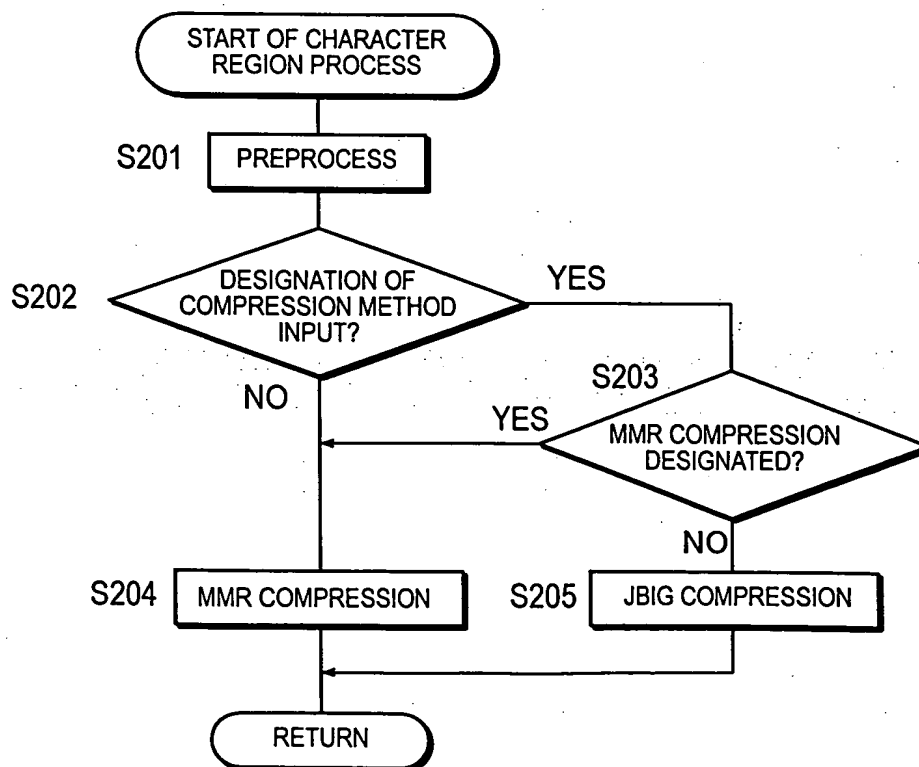 START OF CHARACTER
REGION PROCESS
S201
PREPROCESS
S202
DESIGNATION OF
COMPRESSION METHOD
INPUT?
YES
NO
S203
YES
MMR COMPRESSION
DESIGNATED?
NO
S204
MMR COMPRESSION
S205
JBIG COMPRESSION
RETURN